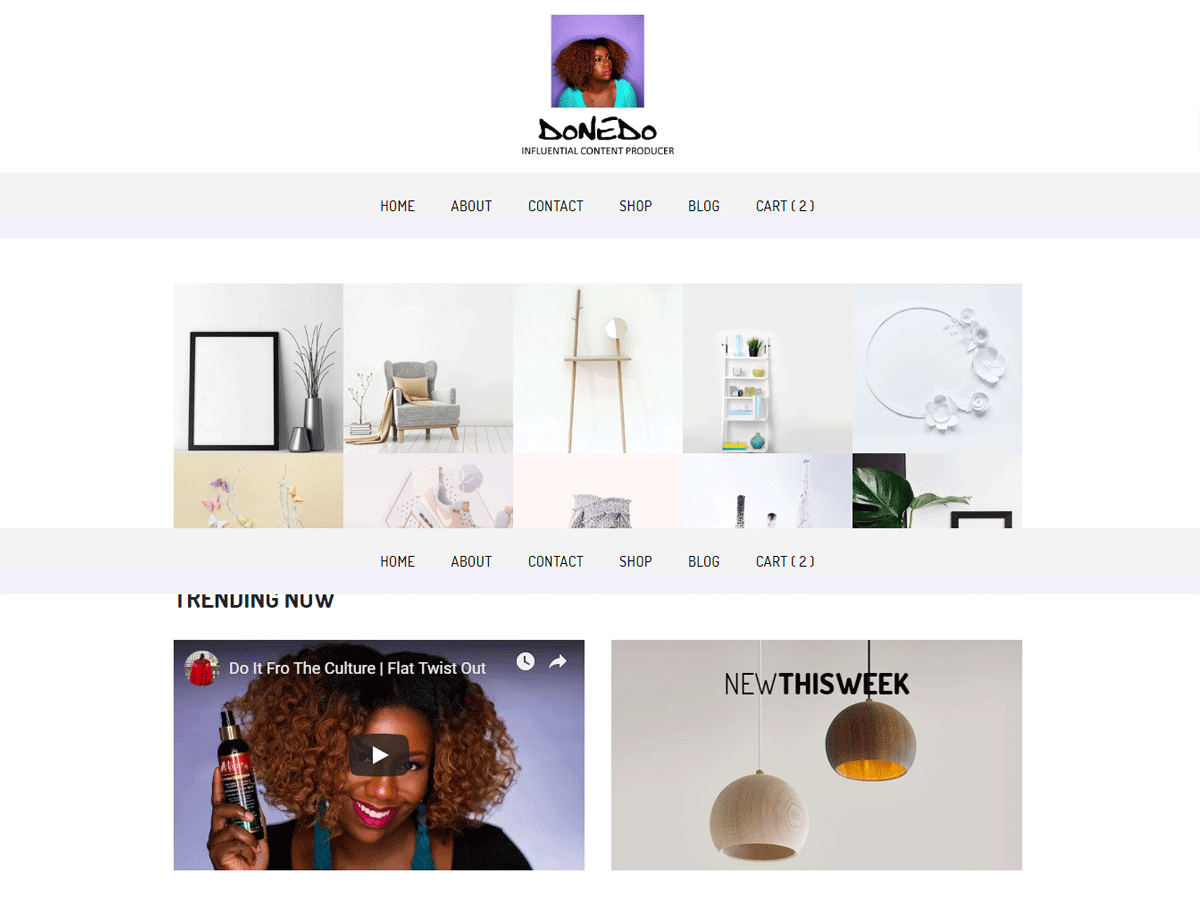 DONEDO
INFLUENTIAL CONTENT PRODUCER
HOME ABOUT CONTACT SHOP BLOG CART ( 2 )
HOME ABOUT CONTACT SHOP BLOG CART ( 2 )
TRENDING NOW
Do It Fro The Culture | Flat Twist Out
NEWTHISWEEK